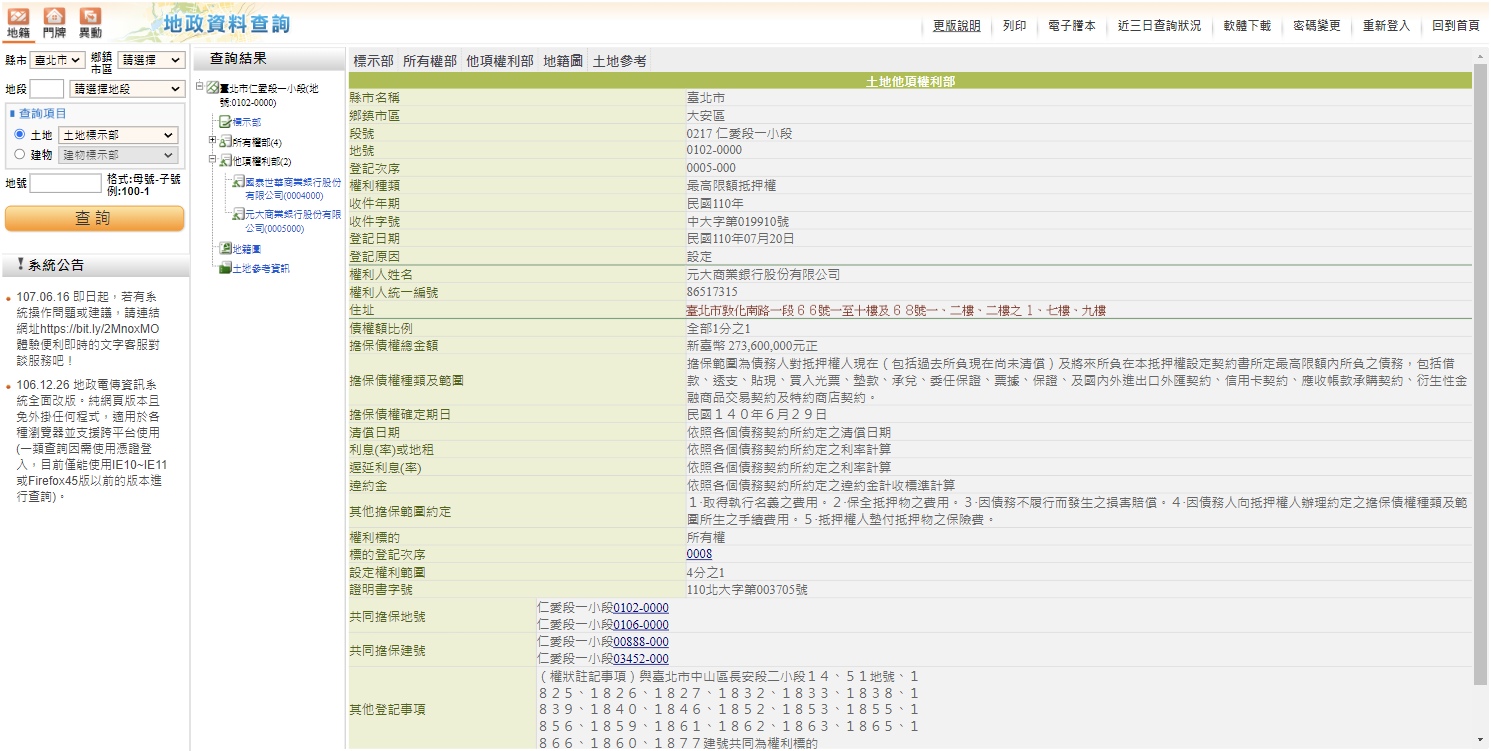 地籍 門牌 異動
地政資料查詢
更版說明 列印 電子謄本 近三日查詢狀況 軟體下載 密碼變更 重新登入 回到首頁
縣市 臺北市 鄉鎮市區 請選擇
地段 請選擇地段
查詢項目
土地 土地標示部
建物 建物標示部
地號 格式:母號-子號
例:100-1
查詢
系統公告
107.06.16 即日起，若有系
統操作問題或建議，請連結
網址https://bit.ly/2MnoxMO
體驗便利即時的文字客服對
談服務吧！
106.12.26 地政電傳資訊系
統全面改版。純網頁版本且
免外掛任何程式，適用於各
種瀏覽器並支援跨平台使用
(一類查詢因需使用憑證登
入，目前僅能使用IE10~IE11
或Firefox45版以前的版本進
行查詢)。
查詢結果
臺北市仁愛段一小段(地
號:0102-0000)
標示部
所有權部(4)
他項權利部(2)
國泰世華商業銀行股份
有限公司(0004000)
元大商業銀行股份有限
公司(0005000)
地籍圖
土地參考資訊
標示部 所有權部 他項權利部 地籍圖 土地參考
土地他項權利部
縣市名稱 臺北市
鄉鎮市區 大安區
段號 0217 仁愛段一小段
地號 0102-0000
登記次序 0005-000
權利種類 最高限額抵押權
收件年期 民國110年
收件字號 中大字第019910號
登記日期 民國110年07月20日
登記原因 設定
權利人姓名 元大商業銀行股份有限公司
權利人統一編號 86517315
住址 臺北市敦化南路一段６６號一至十樓及６８號一、二樓、二樓之１、七樓、九樓
債權額比例 全部1分之1
擔保債權總金額 新臺幣 273,600,000元正
擔保債權種類及範圍 擔保範圍為債務人對抵押權人現在（包括過去所負現在尚未清償）及將來所負在本抵押權設定契約書所定最高限額內所負之債務，包括借
款、透支、貼現、買入光票、墊款、承兌、委任保證、票據、保證、及國內外進出口外匯契約、信用卡契約、應收帳款承購契約、衍生性金
融商品交易契約及特約商店契約。
擔保債權確定期日 民國１４０年６月２９日
清償日期 依照各個債務契約所約定之清償日期
利息(率)或地租 依照各個債務契約所約定之利率計算
遲延利息(率) 依照各個債務契約所約定之利率計算
違約金 依照各個債務契約所約定之違約金計收標準計算
其他擔保範圍約定 １‧取得執行名義之費用。２‧保全抵押物之費用。３‧因債務不履行而發生之損害賠償。４‧因債務人向抵押權人辦理約定之擔保債權種類及範
圍所生之手續費用。５‧抵押權人墊付抵押物之保險費。
權利標的 所有權
標的登記次序 0008
設定權利範圍 4分之1
證明書字號 110北大字第003705號
共同擔保地號 仁愛段一小段0102-0000
仁愛段一小段0106-0000
共同擔保建號 仁愛段一小段00888-000
仁愛段一小段03452-000
其他登記事項 （權狀註記事項）與臺北市中山區長安段二小段１４、５１地號、１
８２５、１８２６、１８２７、１８３２、１８３３、１８３８、１
８３９、１８４０、１８４６、１８５２、１８５３、１８５５、１
８５６、１８５９、１８６１、１８６２、１８６３、１８６５、１
８６６、１８６０、１８７７建號共同為權利標的